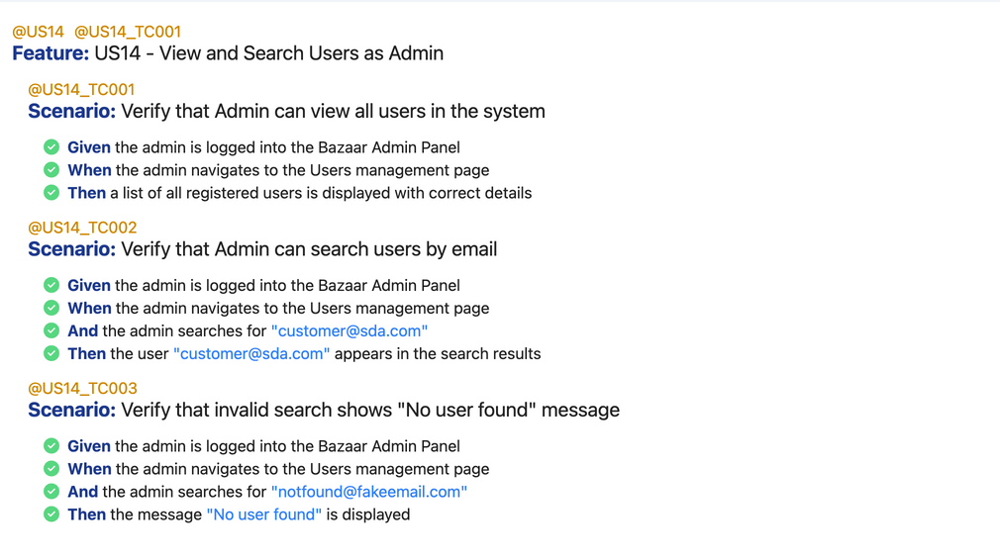 @US14 @US14_TC001
Feature: US14 - View and Search Users as Admin
@US14_TC001
Scenario: Verify that Admin can view all users in the system
Given the admin is logged into the Bazaar Admin Panel
When the admin navigates to the Users management page
Then a list of all registered users is displayed with correct details
@US14_TC002
Scenario: Verify that Admin can search users by email
Given the admin is logged into the Bazaar Admin Panel
When the admin navigates to the Users management page
And the admin searches for "customer@sda.com"
Then the user "customer@sda.com" appears in the search results
@US14_TC003
Scenario: Verify that invalid search shows "No user found" message
Given the admin is logged into the Bazaar Admin Panel
When the admin navigates to the Users management page
And the admin searches for "notfound@fakeemail.com"
Then the message "No user found" is displayed